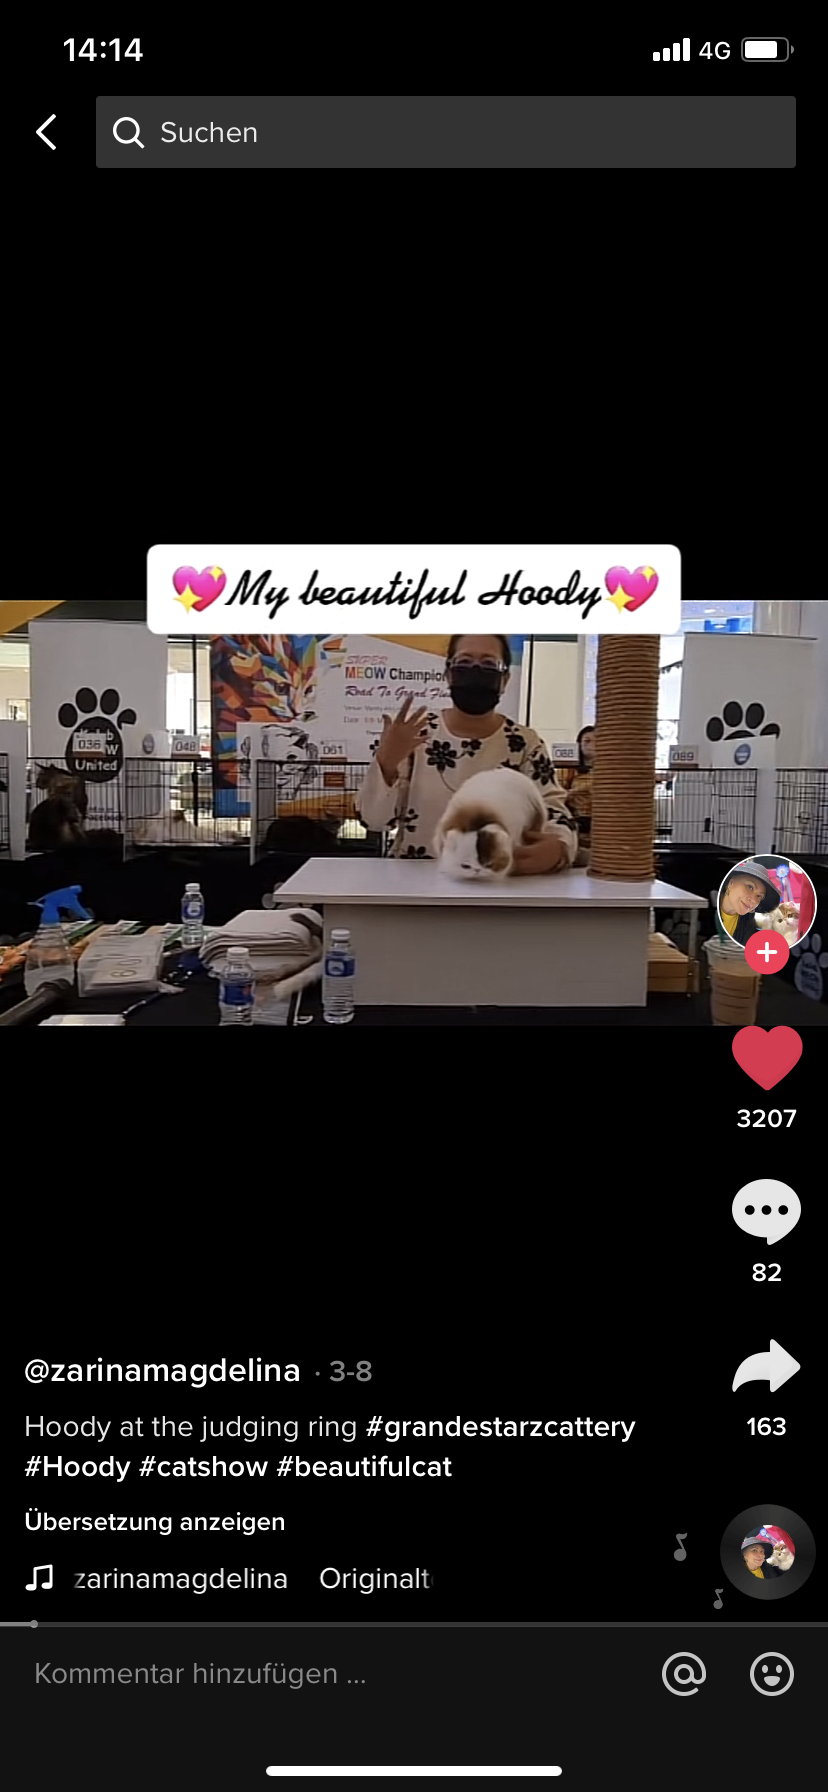 14:14
4G
Suchen
💖My beautiful Hoody💖
SUPER
MEOW Champion
Road To Grand
036
048
061
088
089
United
3207
82
@zarinamagdelina · 3-8
Hoody at the judging ring #grandestarzcattery
#Hoody #catshow #beautifulcat
163
Übersetzung anzeigen
zarinamagdelina Originalt
Kommentar hinzufügen ...